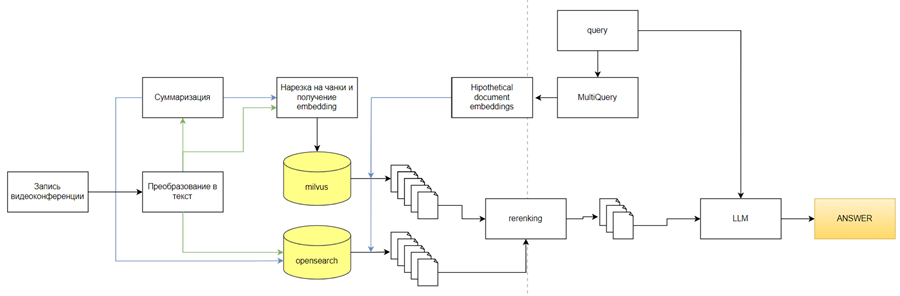 query
Суммаризация
Нарезка на чанки и
получение
embedding
Hipothetical
document
embeddings
MultiQuery
milvus
Запись
видеоконференции
Преобразование в
текст
rerenking
LLM
ANSWER
opensearch